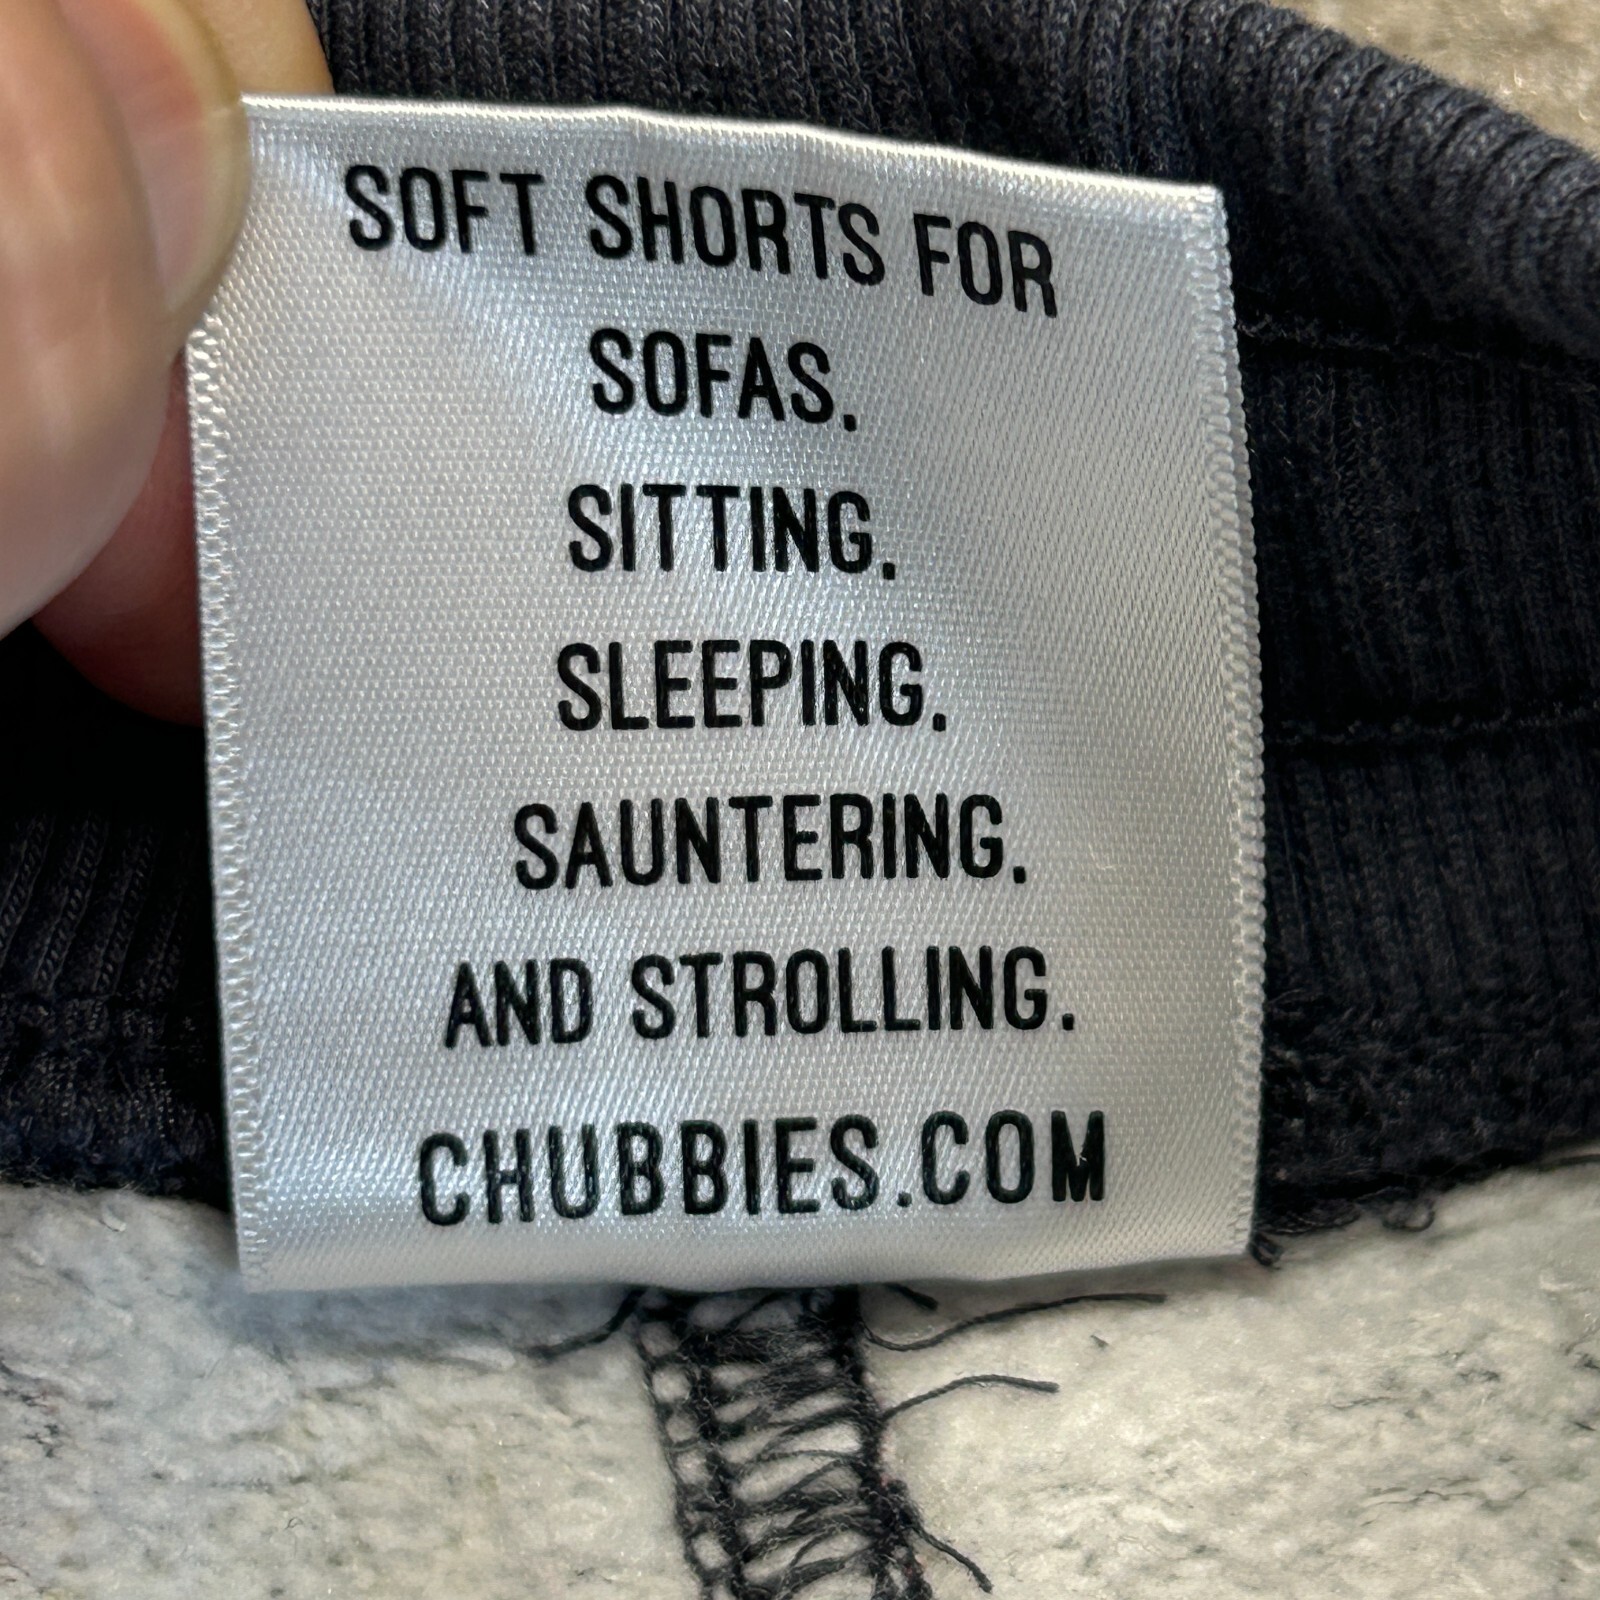 SOFT SHORTS FOR
SOFAS.
SITTING.
SLEEPING.
SAUNTERING.
AND STROLLING.
CHUBBIES.COM